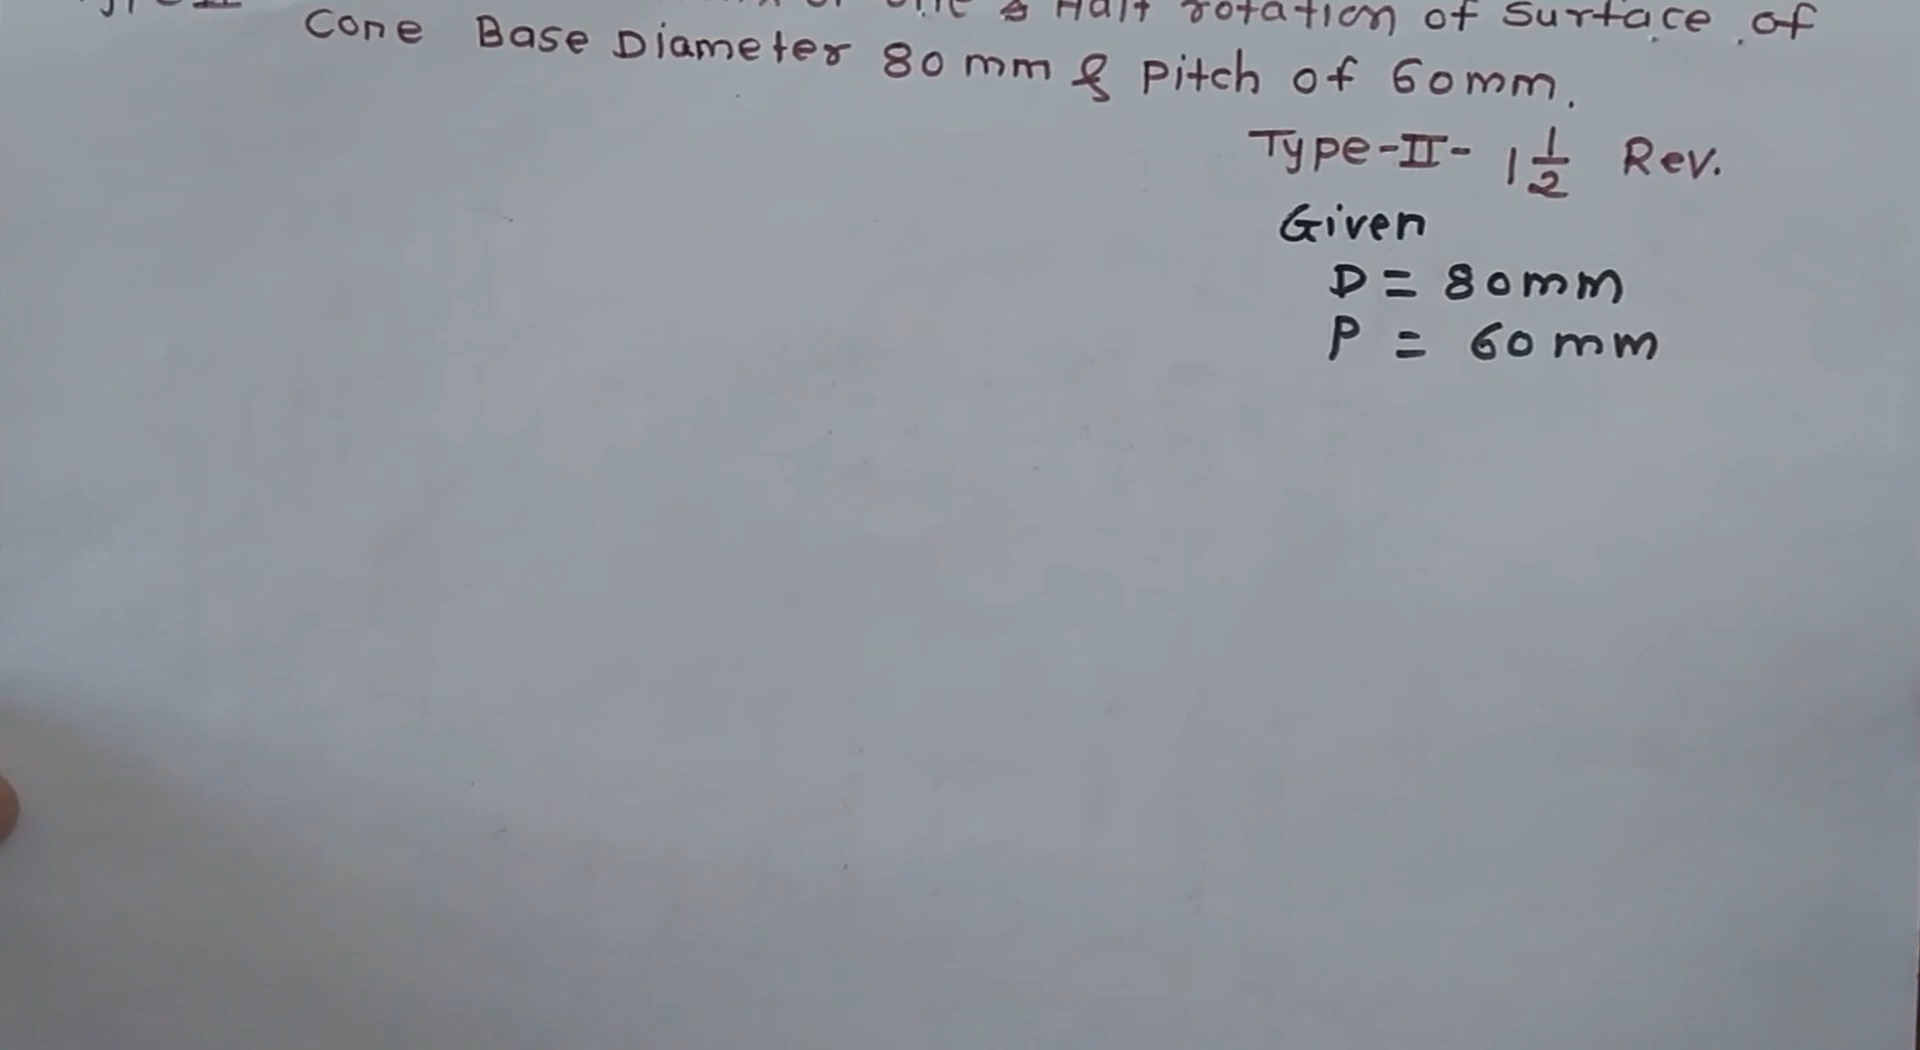 Half rotation of surface of
Cone Base Diameter 80 mm & pitch of 60mm.
Type-II- 1 1/2 Rev.
Given
D = 80mm
P = 60 mm